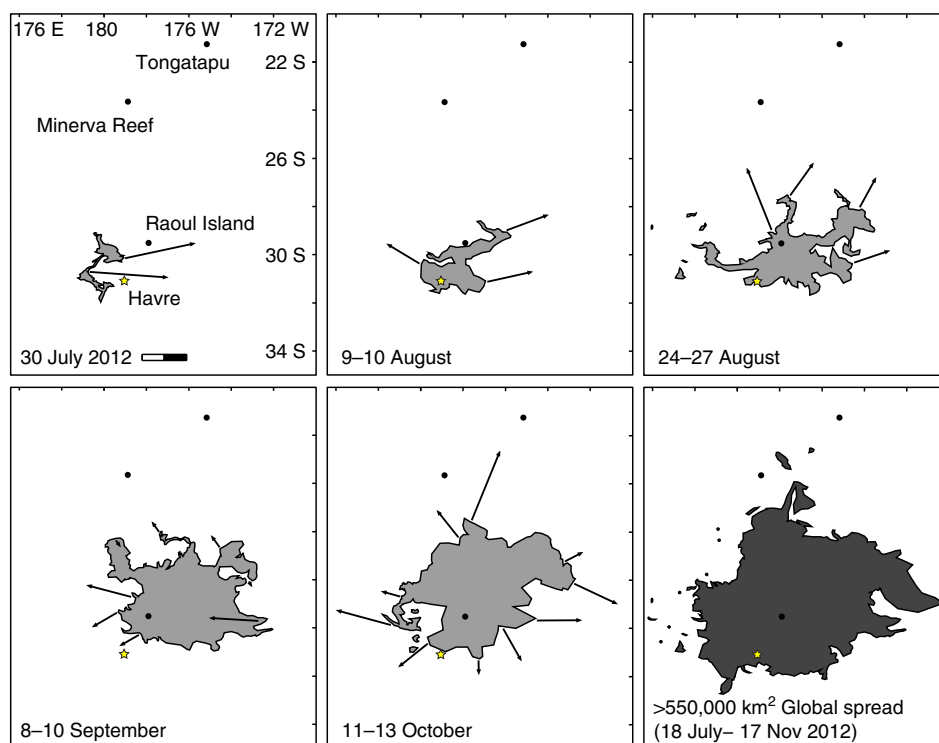 176 E 180 176 W 172 W
Tongatapu
22 S
Minerva Reef
26 S
Raoul Island
30 S
Havre
34 S
30 July 2012
9–10 August
24–27 August
8–10 September
11–13 October
>550,000 km² Global spread
(18 July– 17 Nov 2012)